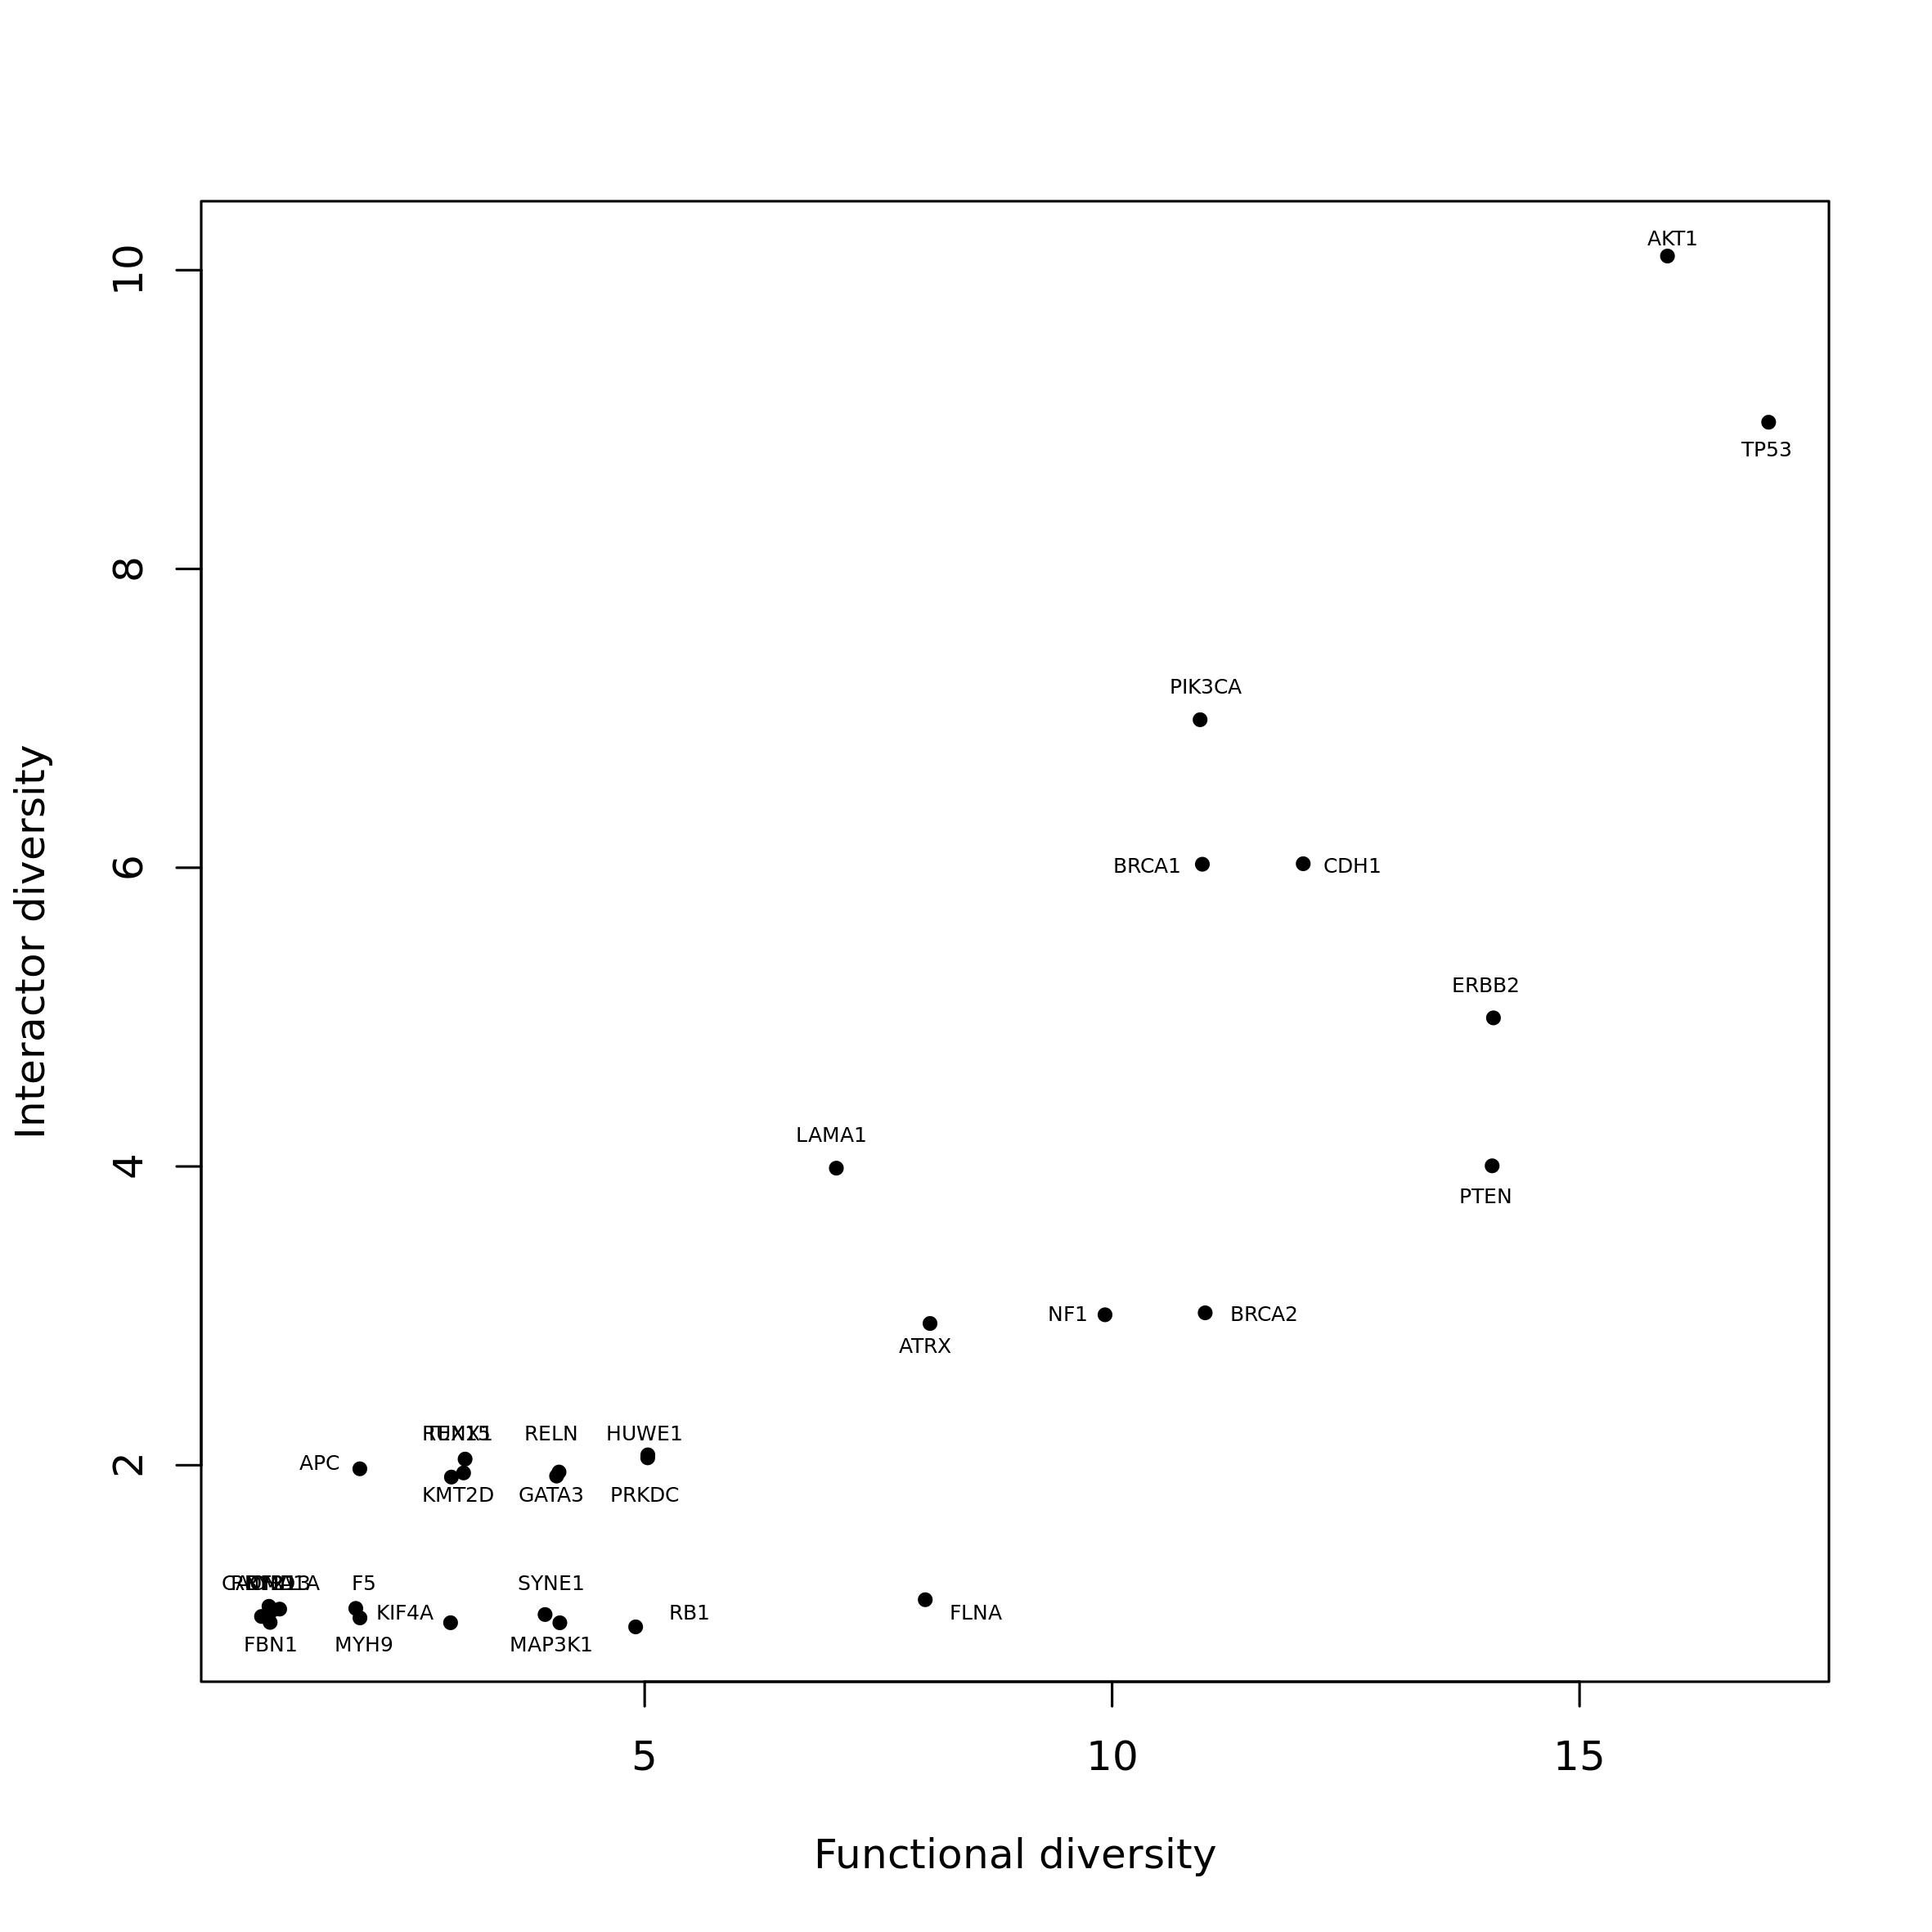 AKT1
10
TP53
8
PIK3CA
6
BRCA1
CDH1
ERBB2
LAMA1
4
PTEN
NF1
BRCA2
ATRX
RELN
HUWE1
2
APC
KMT2D
GATA3
PRKDC
F5
SYNE1
KIF4A
RB1
FLNA
FBN1
MYH9
MAP3K1
5
10
15
Interactor diversity
Functional diversity